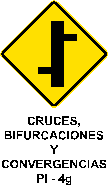 CRUCES,
BIFURCACIONES
Y
CONVERGENCIAS
PI - 4g